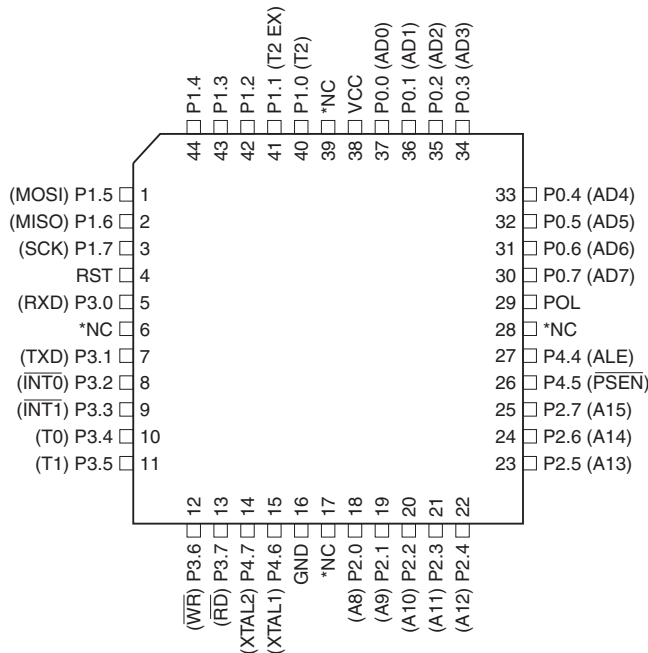 P1.4
P1.3
P1.2
P1.1 (T2 EX)
P1.0 (T2)
*NC
VCC
P0.0 (AD0)
P0.1 (AD1)
P0.2 (AD2)
P0.3 (AD3)
44 43 42 41 40 39 38 37 36 35 34
(MOSI) P1.5 1
(MISO) P1.6 2
(SCK) P1.7 3
RST 4
(RXD) P3.0 5
*NC 6
(TXD) P3.1 7
(INT0) P3.2 8
(INT1) P3.3 9
(T0) P3.4 10
(T1) P3.5 11
33 P0.4 (AD4)
32 P0.5 (AD5)
31 P0.6 (AD6)
30 P0.7 (AD7)
29 POL
28 *NC
27 P4.4 (ALE)
26 P4.5 (PSEN)
25 P2.7 (A15)
24 P2.6 (A14)
23 P2.5 (A13)
12 13 14 15 16 17 18 19 20 21 22
(WR) P3.6
(RD) P3.7
(XTAL2) P4.7
(XTAL1) P4.6
GND
*NC
(A8) P2.0
(A9) P2.1
(A10) P2.2
(A11) P2.3
(A12) P2.4